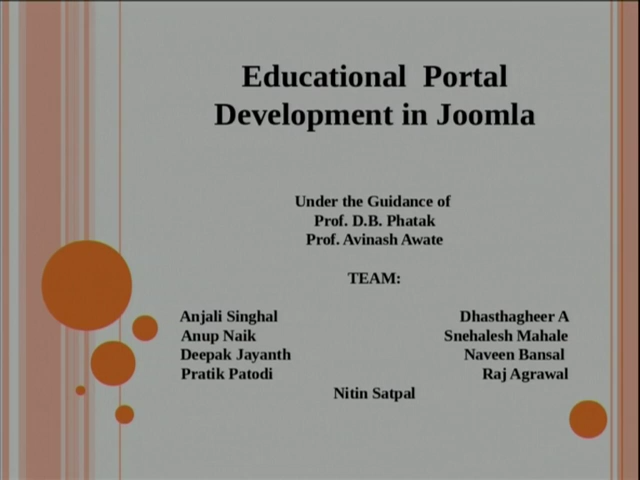 Educational Portal
Development in Joomla
Under the Guidance of
Prof. D.B. Phatak
Prof. Avinash Awate
TEAM:
Anjali Singhal Dhasthagheer A
Anup Naik Snehalesh Mahale
Deepak Jayanth Naveen Bansal
Pratik Patodi Raj Agrawal
Nitin Satpal